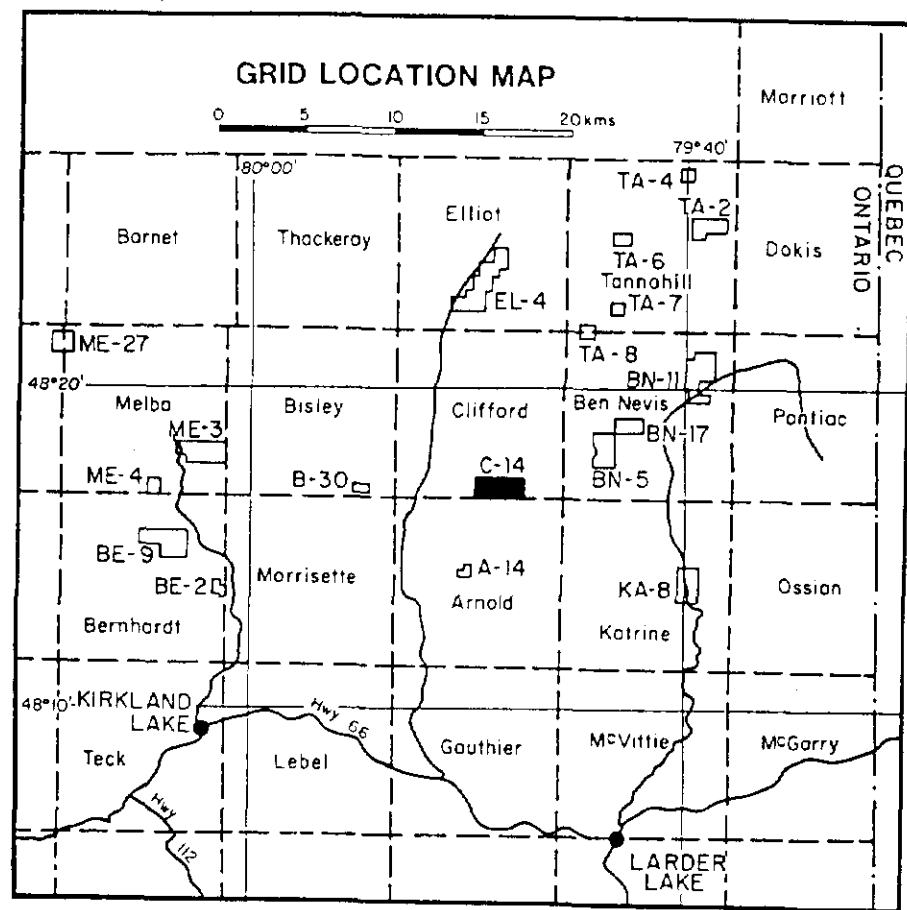 GRID LOCATION MAP
0 5 10 15 20 kms
Marriott
79°40'
80°00'
QUEBEC
ONTARIO
TA-4
TA-2
Elliot
Barnet
Thackeray
TA-6
Dokis
Tannahill
EL-4
TA-7
ME-27
TA-8
BN-11
48°20'
Melba
Bisley
Clifford
Ben Nevis
Pontiac
ME-3
BN-17
ME-4
B-30
C-14
BN-5
BE-9
BE-2
Morrisette
A-14
Arnold
KA-8
Ossian
Bernhardt
Katrine
48°10'
KIRKLAND
LAKE
Hwy 66
Teck
Lebel
Gauthier
McVittie
McGarry
Hwy
112
LARDER
LAKE